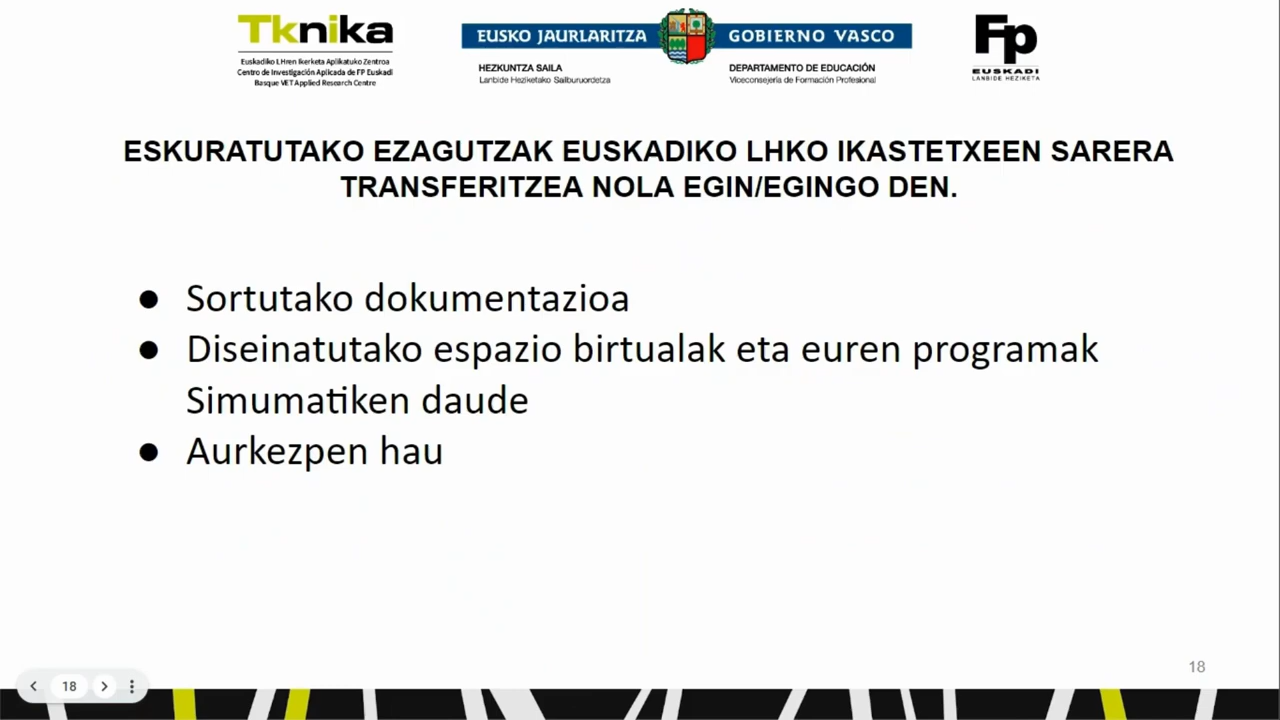 Tknika
Euskadiko LHren Ikerketa Aplikatuko Zentroa
Centro de Investigación Aplicada de FP Euskadi
Basque VET Applied Research Centre
EUSKO JAURLARITZA
GOBIERNO VASCO
HEZKUNTZA SAILA
Lanbide Heziketako Sailburuordetza
DEPARTAMENTO DE EDUCACIÓN
Viceconsejería de Formación Profesional
Fp
EUSKADI
LANBIDE HEZIKETA
ESKURATUTAKO EZAGUTZAK EUSKADIKO LHKO IKASTETXEEN SARERA
TRANSFERITZEA NOLA EGIN/EGINGO DEN.
● Sortutako dokumentazioa
● Diseinatutako espazio birtualak eta euren programak
Simumatiken daude
● Aurkezpen hau
18
18